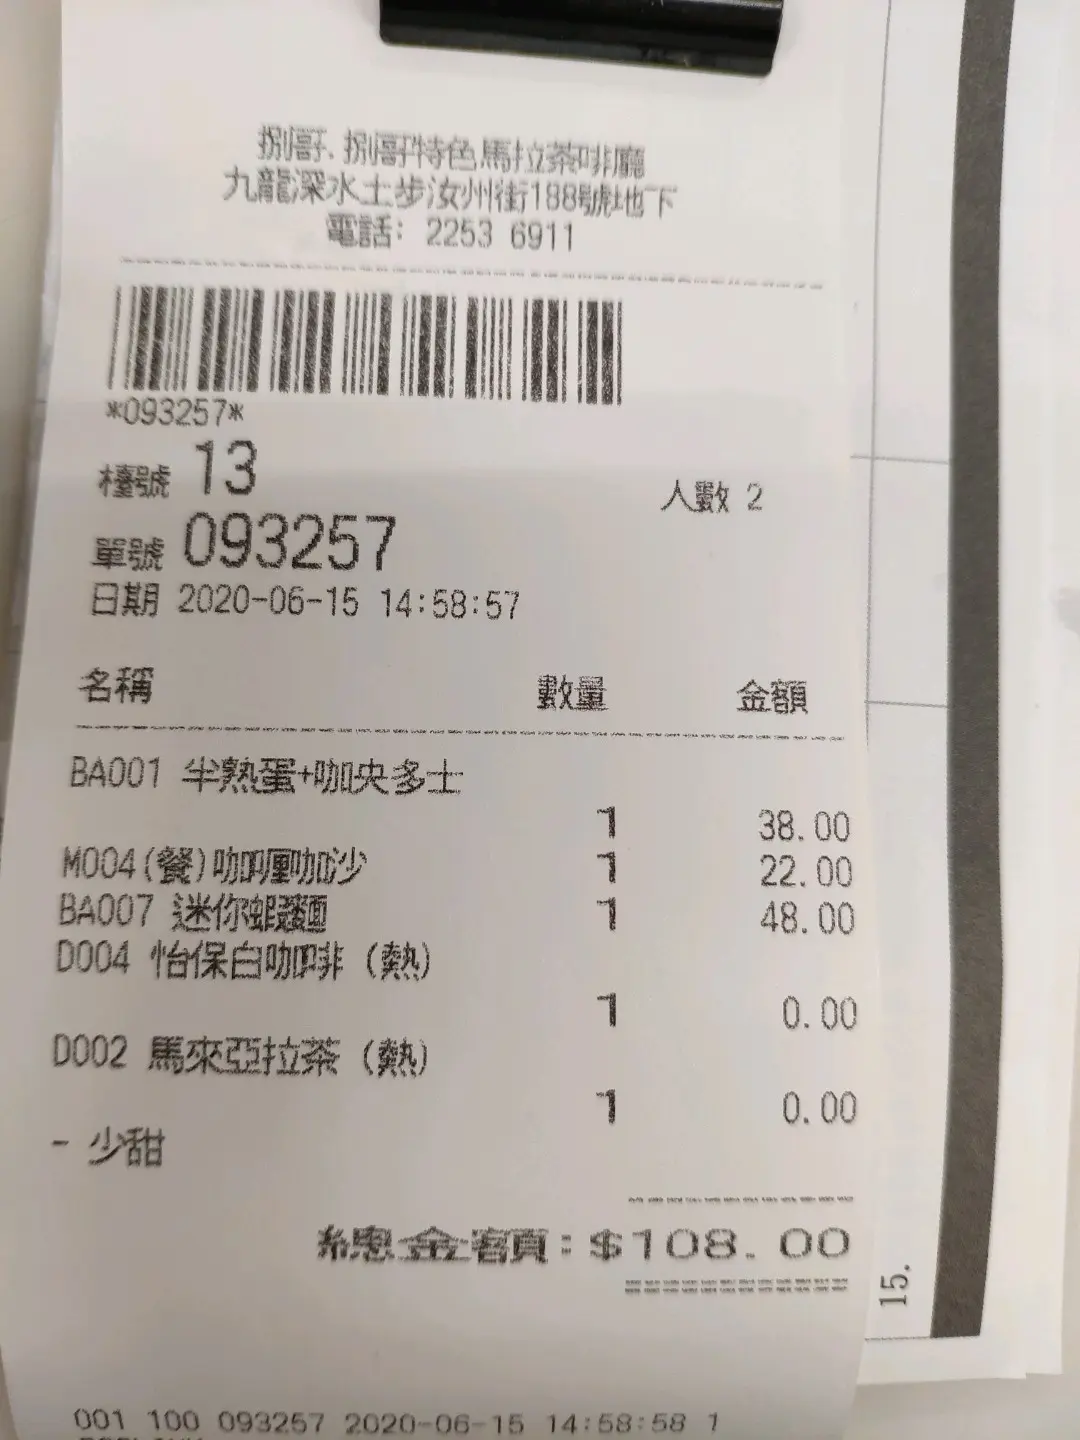 捌哥、捌哥特色馬拉茶啡廳
九龍深水土步汝州街188號地下
電話: 2253 6911
*093257*
檯號 13
人數 2
單號 093257
日期 2020-06-15 14:58:57
名稱 數量 金額
BA001 半熟蛋+咖央多士
1 38.00
M004(餐)咖喱咖沙 1 22.00
BA007 迷你蝦麵 1 48.00
D004 怡保白咖啡 (熱)
1 0.00
D002 馬來亞拉茶 (熱)
1 0.00
- 少甜
總金額:$108.00
001 100 093257 2020-06-15 14:58:58 1
15.